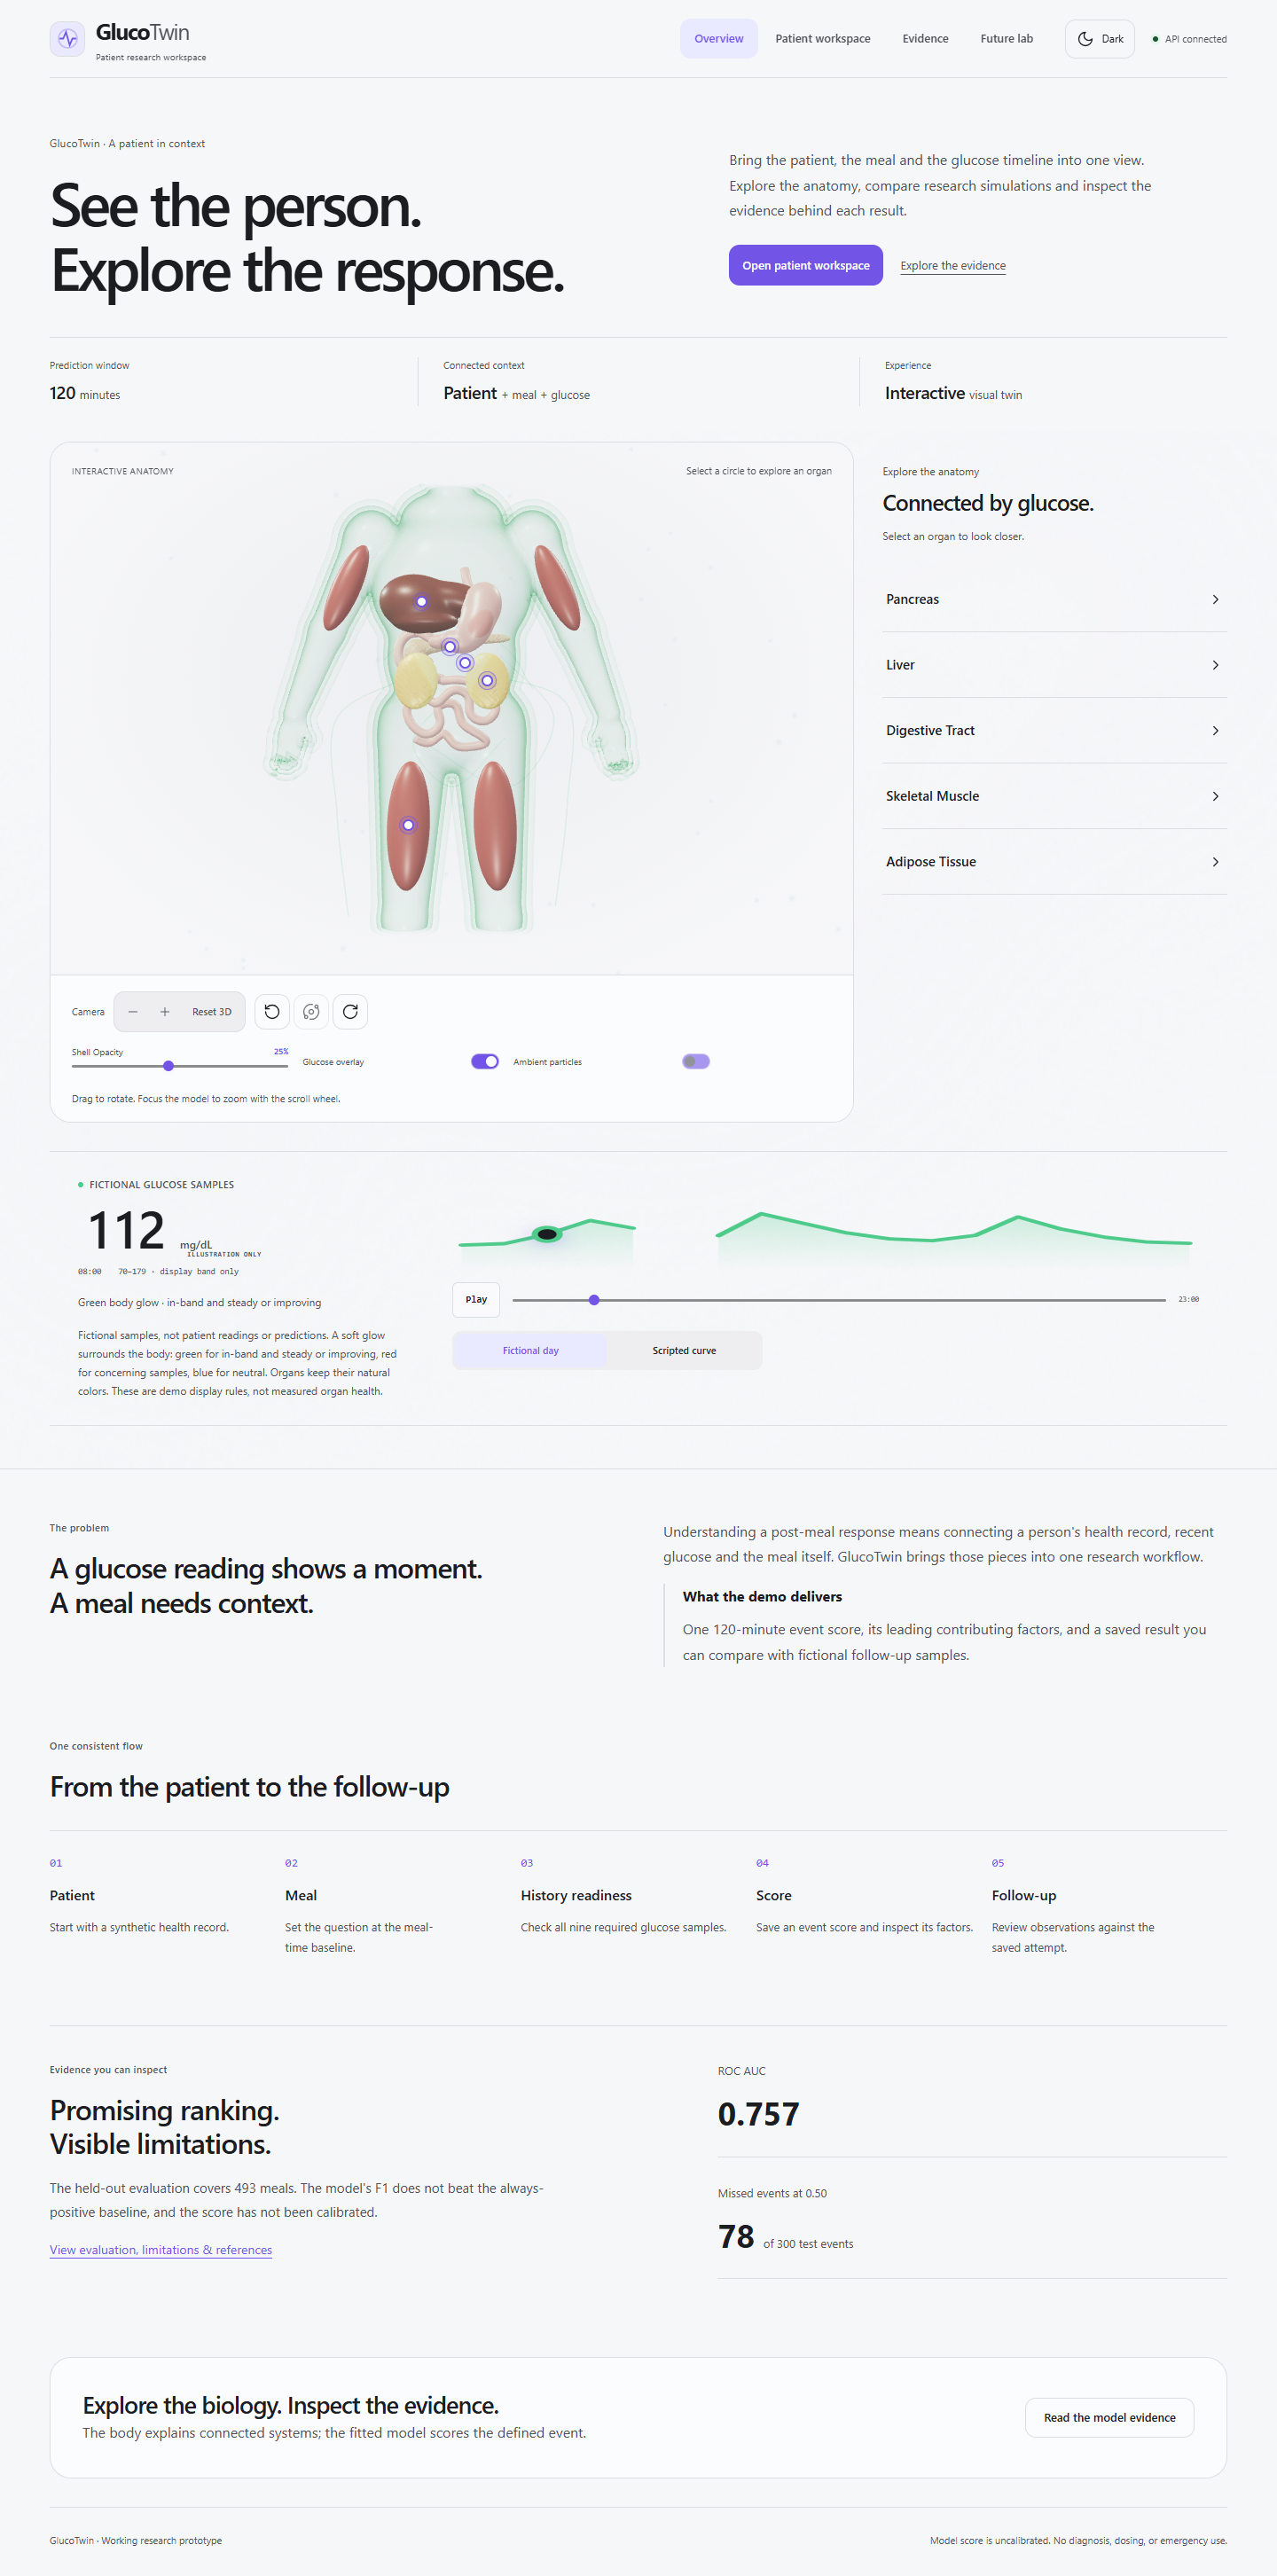 GlucoTwin
Patient research workspace
Overview
Patient workspace
Evidence
Future lab
Dark
API connected
GlucoTwin · A patient in context
See the person.
Explore the response.
Bring the patient, the meal and the glucose timeline into one view.
Explore the anatomy, compare research simulations and inspect the
evidence behind each result.
Open patient workspace
Explore the evidence
Prediction window
120 minutes
Connected context
Patient + meal + glucose
Experience
Interactive visual twin
INTERACTIVE ANATOMY
Select a circle to explore an organ
Explore the anatomy
Connected by glucose.
Select an organ to look closer.
Pancreas
Liver
Digestive Tract
Skeletal Muscle
Adipose Tissue
Camera
Reset 3D
Shell Opacity
25%
Glucose overlay
Ambient particles
Drag to rotate. Focus the model to zoom with the scroll wheel.
FICTIONAL GLUCOSE SAMPLES
112 mg/dL
ILLUSTRATION ONLY
08:00 70–179 · display band only
Green body glow · in-band and steady or improving
Fictional samples, not patient readings or predictions. A soft glow
surrounds the body: green for in-band and steady or improving, red
for concerning samples, blue for neutral. Organs keep their natural
colors. These are demo display rules, not measured organ health.
Play
23:00
Fictional day
Scripted curve
The problem
A glucose reading shows a moment.
A meal needs context.
Understanding a post-meal response means connecting a person's health record, recent
glucose and the meal itself. GlucoTwin brings those pieces into one research workflow.
What the demo delivers
One 120-minute event score, its leading contributing factors, and a saved result you
can compare with fictional follow-up samples.
One consistent flow
From the patient to the follow-up
01
Patient
Start with a synthetic health record.
02
Meal
Set the question at the meal-
time baseline.
03
History readiness
Check all nine required glucose samples.
04
Score
Save an event score and inspect its factors.
05
Follow-up
Review observations against the
saved attempt.
Evidence you can inspect
Promising ranking.
Visible limitations.
The held-out evaluation covers 493 meals. The model's F1 does not beat the always-
positive baseline, and the score has not been calibrated.
View evaluation, limitations & references
ROC AUC
0.757
Missed events at 0.50
78 of 300 test events
Explore the biology. Inspect the evidence.
The body explains connected systems; the fitted model scores the defined event.
Read the model evidence
GlucoTwin · Working research prototype
Model score is uncalibrated. No diagnosis, dosing, or emergency use.